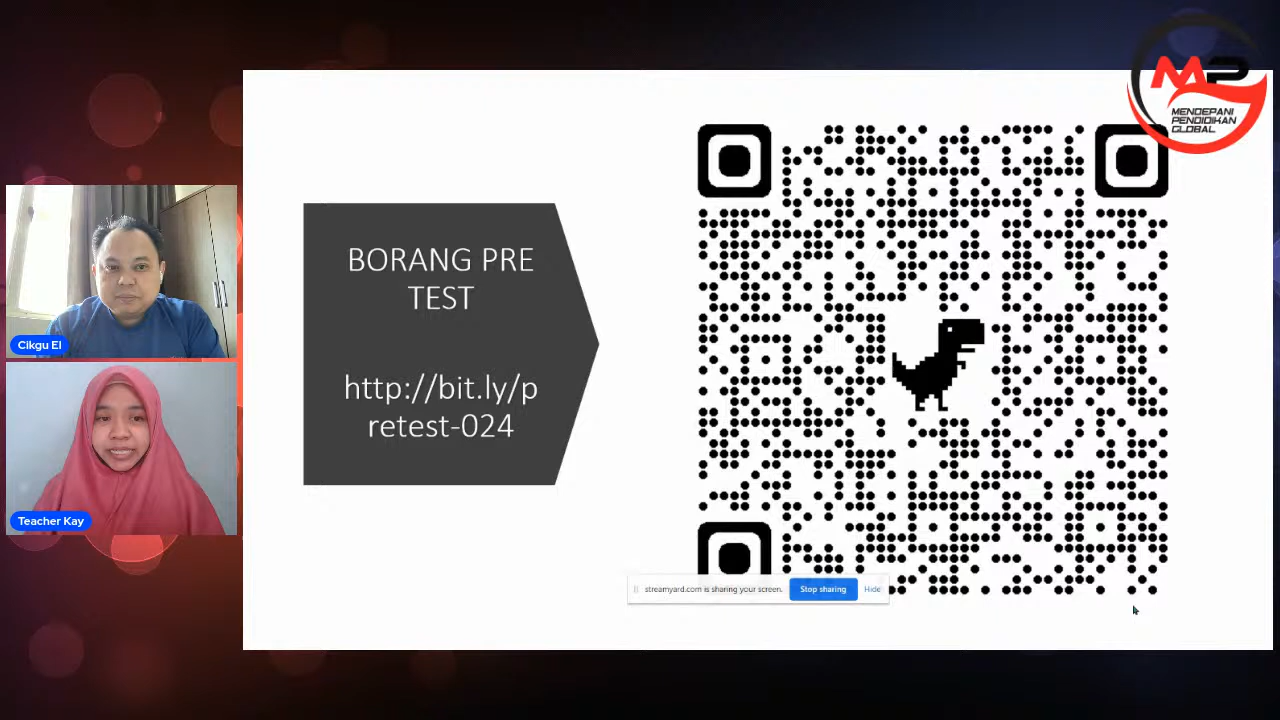 MP
MENDEPANI
PENDIDIKAN
GLOBAL
BORANG PRE
TEST
http://bit.ly/p
retest-024
Cikgu El
Teacher Kay
streamyard.com is sharing your screen.
Stop sharing
Hide